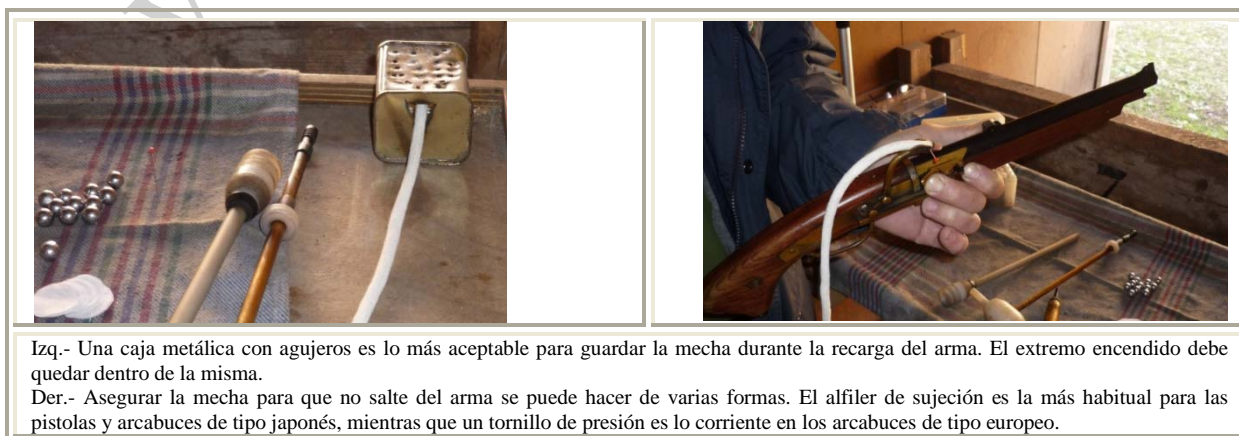 Izq.- Una caja metálica con agujeros es lo más aceptable para guardar la mecha durante la recarga del arma. El extremo encendido debe
quedar dentro de la misma.
Der.- Asegurar la mecha para que no salte del arma se puede hacer de varias formas. El alfiler de sujeción es la más habitual para las
pistolas y arcabuces de tipo japonés, mientras que un tornillo de presión es lo corriente en los arcabuces de tipo europeo.